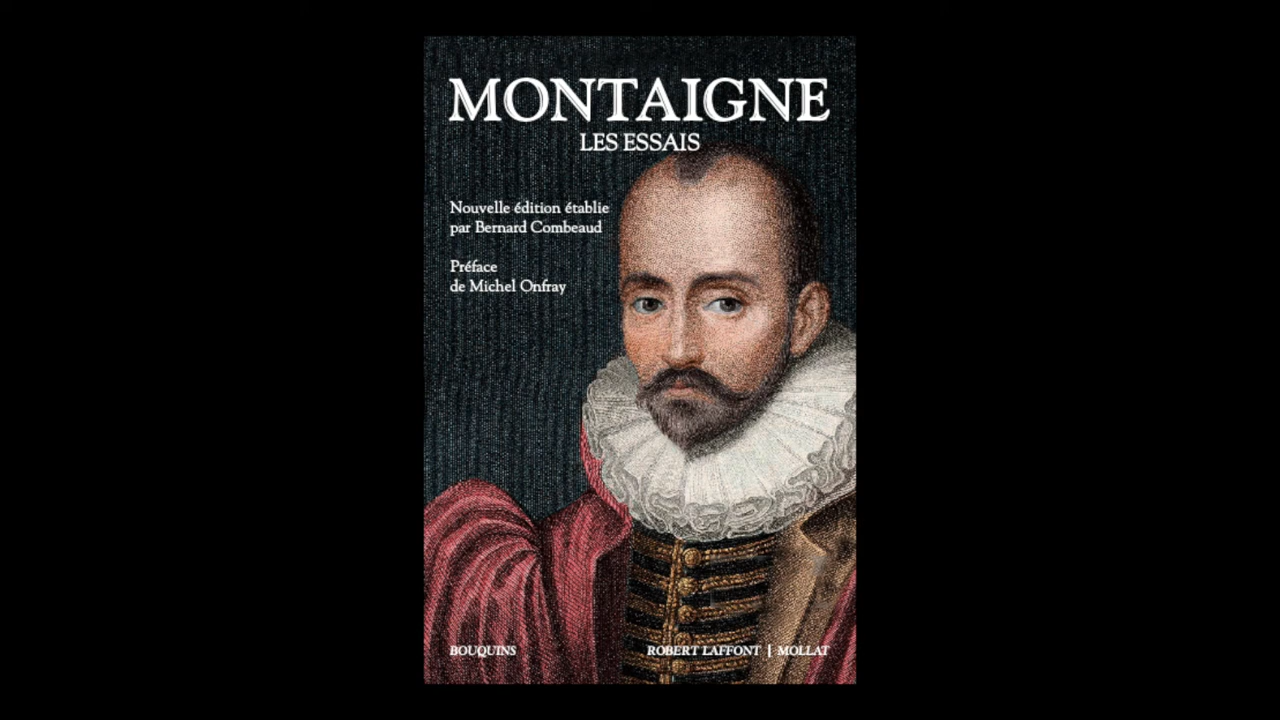 MONTAIGNE
LES ESSAIS
Nouvelle édition établie
par Bernard Combeaud
Préface
de Michel Onfray
BOUQUINS
ROBERT LAFFONT | MOLLAT